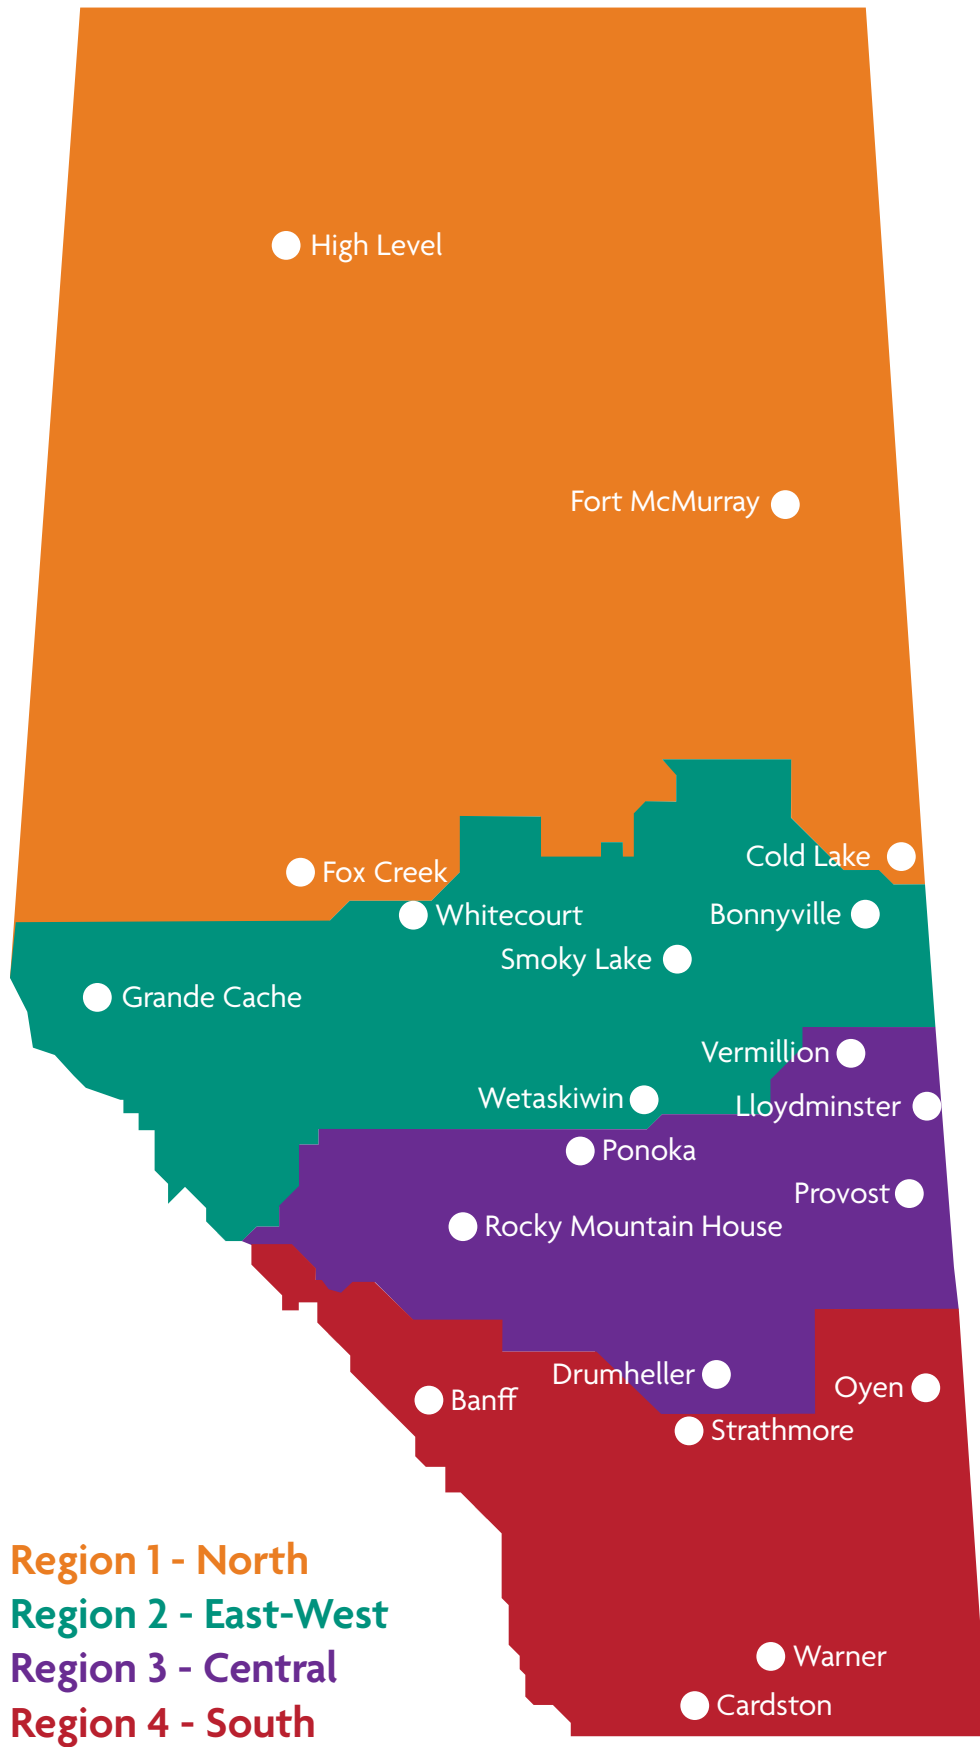 High Level
Fort McMurray
Cold Lake
Fox Creek
Whitecourt
Bonnyville
Smoky Lake
Grande Cache
Vermillion
Wetaskiwin
Lloydminster
Ponoka
Provost
Rocky Mountain House
Drumheller
Oyen
Banff
Strathmore
Region 1 - North
Region 2 - East-West
Region 3 - Central
Region 4 - South
Warner
Cardston